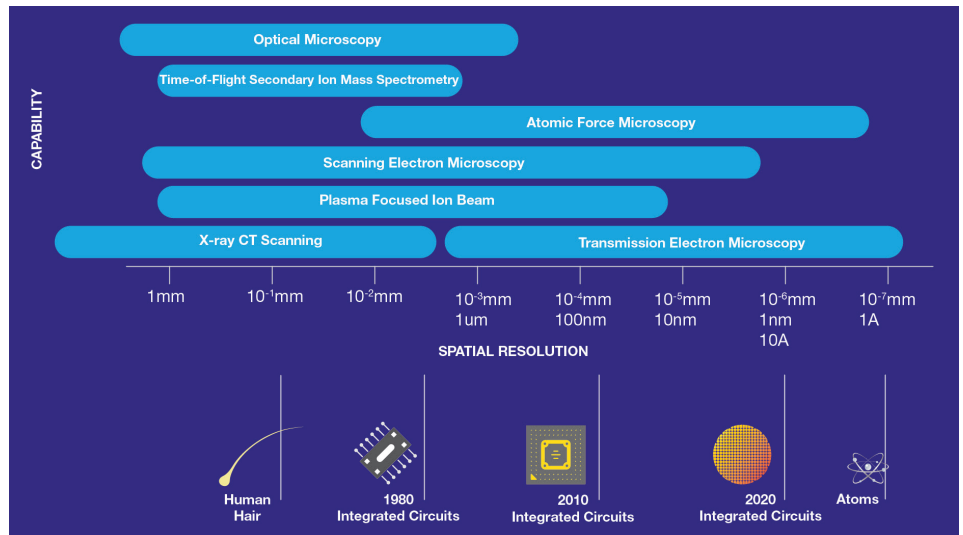 Optical Microscopy
Time-of-Flight Secondary Ion Mass Spectrometry
Atomic Force Microscopy
CAPABILITY
Scanning Electron Microscopy
Plasma Focused Ion Beam
X-ray CT Scanning
Transmission Electron Microscopy
1mm
10⁻¹mm
10⁻²mm
10⁻³mm
1um
10⁻⁴mm
100nm
10⁻⁵mm
10nm
10⁻⁶mm
1nm
10A
10⁻⁷mm
1A
SPATIAL RESOLUTION
Human
Hair
1980
Integrated Circuits
2010
Integrated Circuits
2020
Integrated Circuits
Atoms